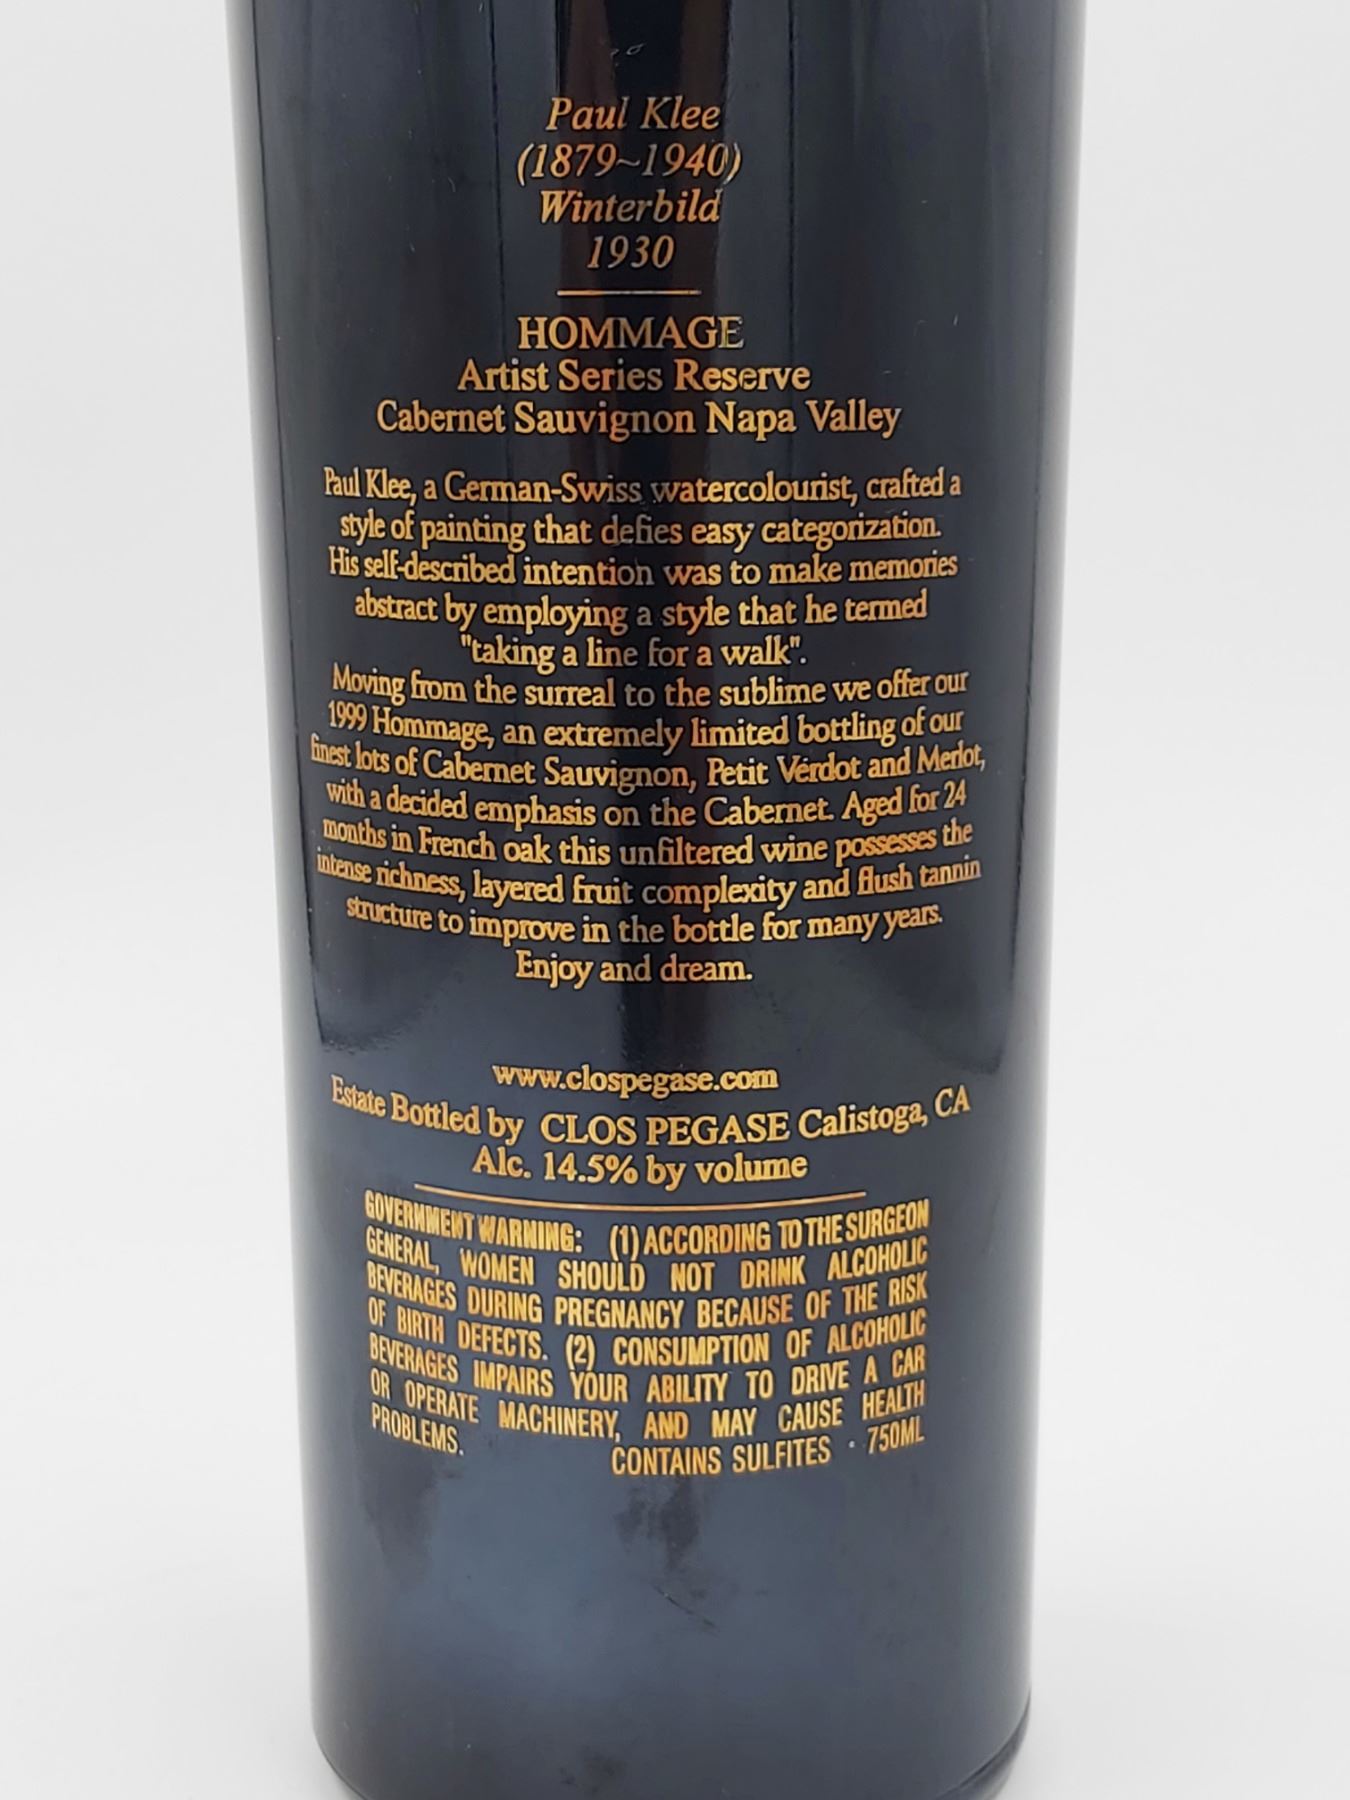 Paul Klee
(1879~1940)
Winterbild
1930
HOMMAGE
Artist Series Reserve
Cabernet Sauvignon Napa Valley
Paul Klee, a German-Swiss watercolourist, crafted a
style of painting that defies easy categorization.
His self-described intention was to make memories
abstract by employing a style that he termed
"taking a line for a walk".
Moving from the surreal to the sublime we offer our
1999 Hommage, an extremely limited bottling of our
finest lots of Cabernet Sauvignon, Petit Verdot and Merlot,
with a decided emphasis on the Cabernet. Aged for 24
months in French oak this unfiltered wine possesses the
intense richness, layered fruit complexity and flush tannin
structure to improve in the bottle for many years.
Enjoy and dream.
www.clospegase.com
Estate Bottled by CLOS PEGASE Calistoga, CA
Alc. 14.5% by volume
GOVERNMENT WARNING: (1) ACCORDING TO THE SURGEON
GENERAL, WOMEN SHOULD NOT DRINK ALCOHOLIC
BEVERAGES DURING PREGNANCY BECAUSE OF THE RISK
OF BIRTH DEFECTS. (2) CONSUMPTION OF ALCOHOLIC
BEVERAGES IMPAIRS YOUR ABILITY TO DRIVE A CAR
OR OPERATE MACHINERY, AND MAY CAUSE HEALTH
PROBLEMS. CONTAINS SULFITES · 750ML